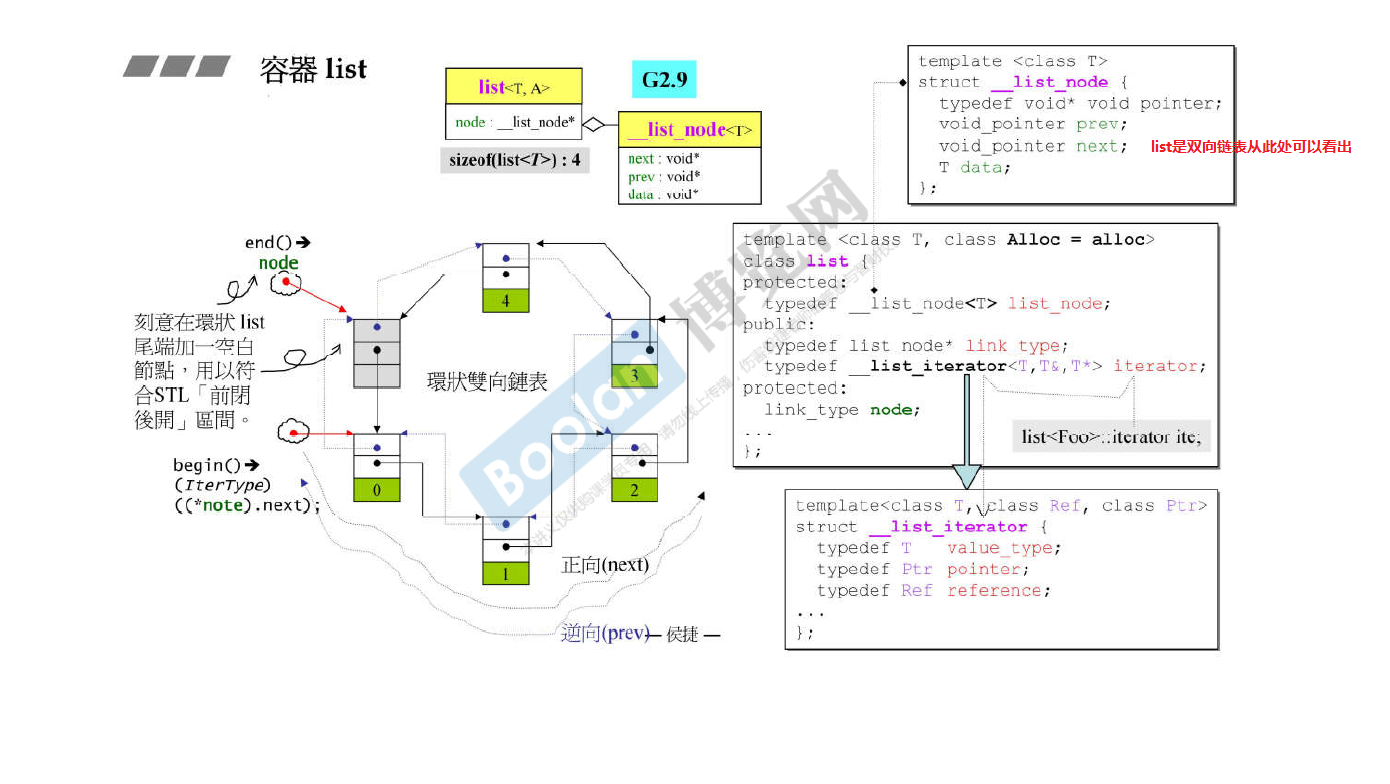 容器 list
list<T, A>
node : __list_node*
sizeof(list<T>) : 4
G2.9
__list_node<T>
next : void*
prev : void*
data : void*
template <class T>
struct __list_node {
typedef void* void pointer;
void_pointer prev;
void_pointer next;
T data;
};
list是双向链表从此处可以看出
end()➔
node
刻意在環狀 list
尾端加一空白
節點，用以符
合STL「前閉
後開」區間。
begin()➔
(IterType)
((*note).next);
4
3
環狀雙向鏈表
0
2
1
正向(next)
逆向(prev)
— 侯捷 —
template <class T, class Alloc = alloc>
class list {
protected:
typedef __list_node<T> list_node;
public:
typedef list node* link type;
typedef __list_iterator<T,T&,T*> iterator;
protected:
link_type node;
...
};
list<Foo>::iterator ite;
template<class T, class Ref, class Ptr>
struct __list_iterator {
typedef T value_type;
typedef Ptr pointer;
typedef Ref reference;
...
};
Boolan 博览网